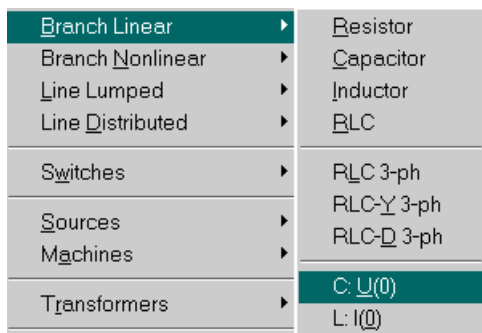 Branch Linear
Branch Nonlinear
Line Lumped
Line Distributed
Switches
Sources
Machines
Transformers
Resistor
Capacitor
Inductor
RLC
RLC 3-ph
RLC-Y 3-ph
RLC-D 3-ph
C: U(0)
L: I(0)